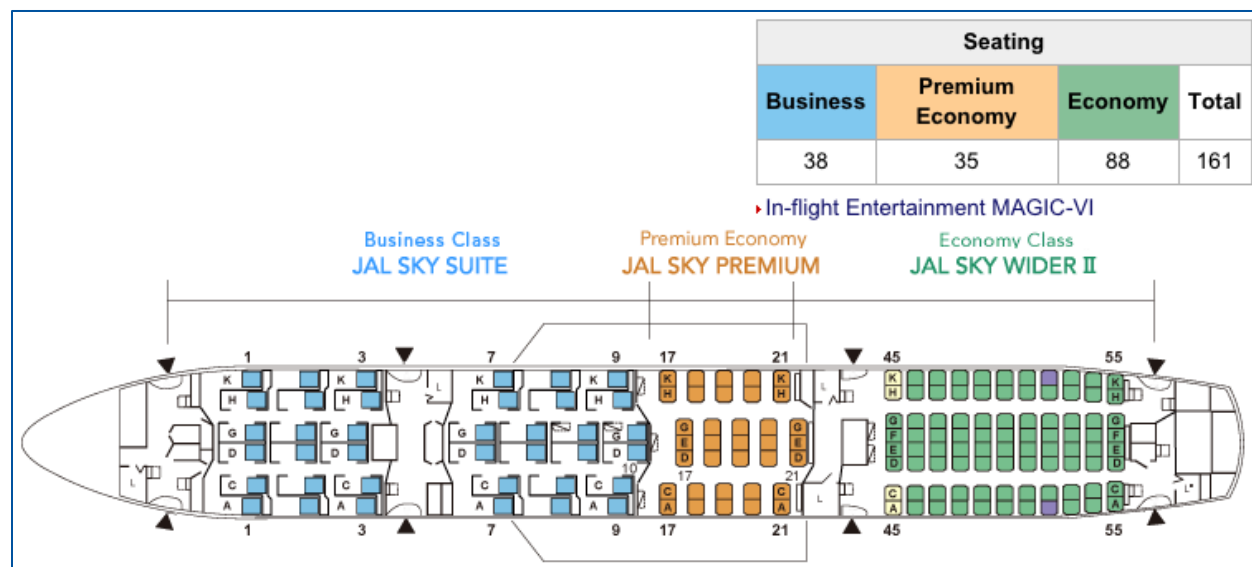 Seating
Business Premium Economy Economy Total
38 35 88 161
In-flight Entertainment MAGIC-VI
Business Class Premium Economy Economy Class
JAL SKY SUITE JAL SKY PREMIUM JAL SKY WIDER II
1 3 7 9 17 21 45 55
K K K K L K K L K K
H H H H H H H H
G G G G G G G G
E E F F
D D D D D D E E
10 D D
17 21
C C C C C C C C
A A A A A A L A A L
1 3 7 9 17 21 45 55
L